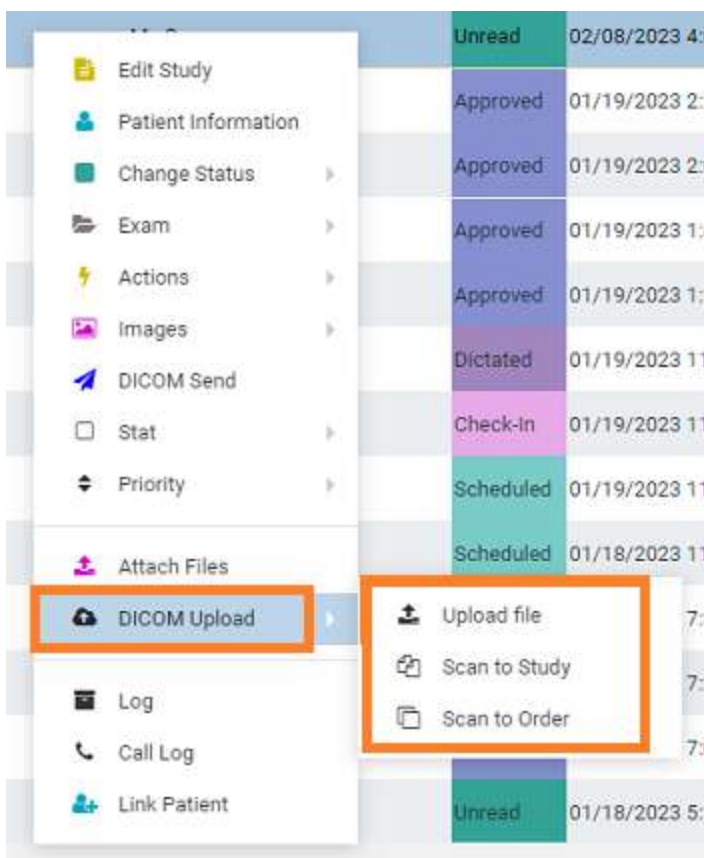 Unread 02/08/2023 4:
Edit Study
Approved 01/19/2023 2:
Patient Information
Change Status
Approved 01/19/2023 2:
Exam
Approved 01/19/2023 1:
Actions
Approved 01/19/2023 1:
Images
Dictated 01/19/2023 11
DICOM Send
Stat
Check-In 01/19/2023 11
Priority
Scheduled 01/19/2023 11
Attach Files
Scheduled 01/18/2023 11
DICOM Upload
Upload file
7:
Scan to Study
7:
Log
Scan to Order
Call Log
7:
Link Patient
Unread 01/18/2023 5: